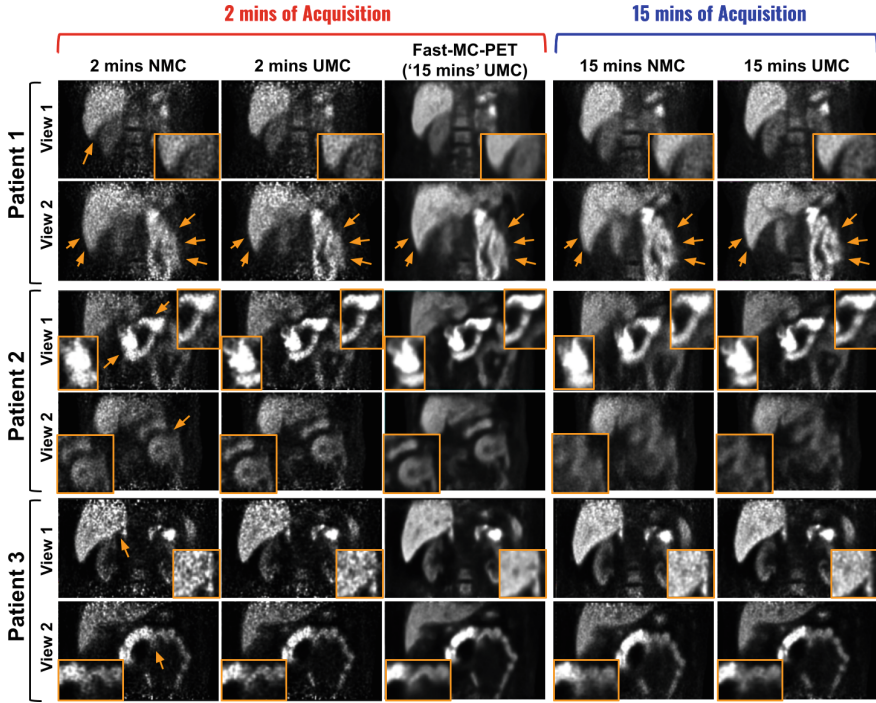 2 mins of Acquisition
15 mins of Acquisition
2 mins NMC
2 mins UMC
Fast-MC-PET
('15 mins' UMC)
15 mins NMC
15 mins UMC
Patient 1
View 1
View 2
Patient 2
View 1
View 2
Patient 3
View 1
View 2